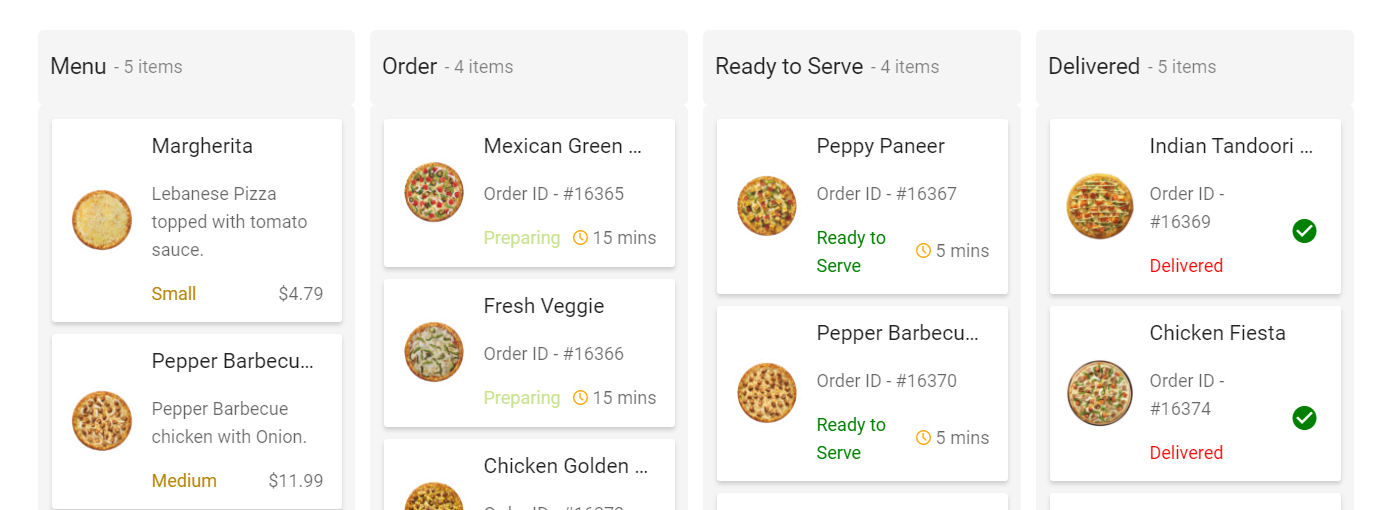 Menu - 5 items
Margherita
Lebanese Pizza
topped with tomato
sauce.
Small $4.79
Pepper Barbecu...
Pepper Barbecue
chicken with Onion.
Medium $11.99
Order - 4 items
Mexican Green ...
Order ID - #16365
Preparing 15 mins
Fresh Veggie
Order ID - #16366
Preparing 15 mins
Chicken Golden ...
Ready to Serve - 4 items
Peppy Paneer
Order ID - #16367
Ready to
Serve
5 mins
Pepper Barbecu...
Order ID - #16370
Ready to
Serve
5 mins
Delivered - 5 items
Indian Tandoori ...
Order ID -
#16369
Delivered
Chicken Fiesta
Order ID -
#16374
Delivered